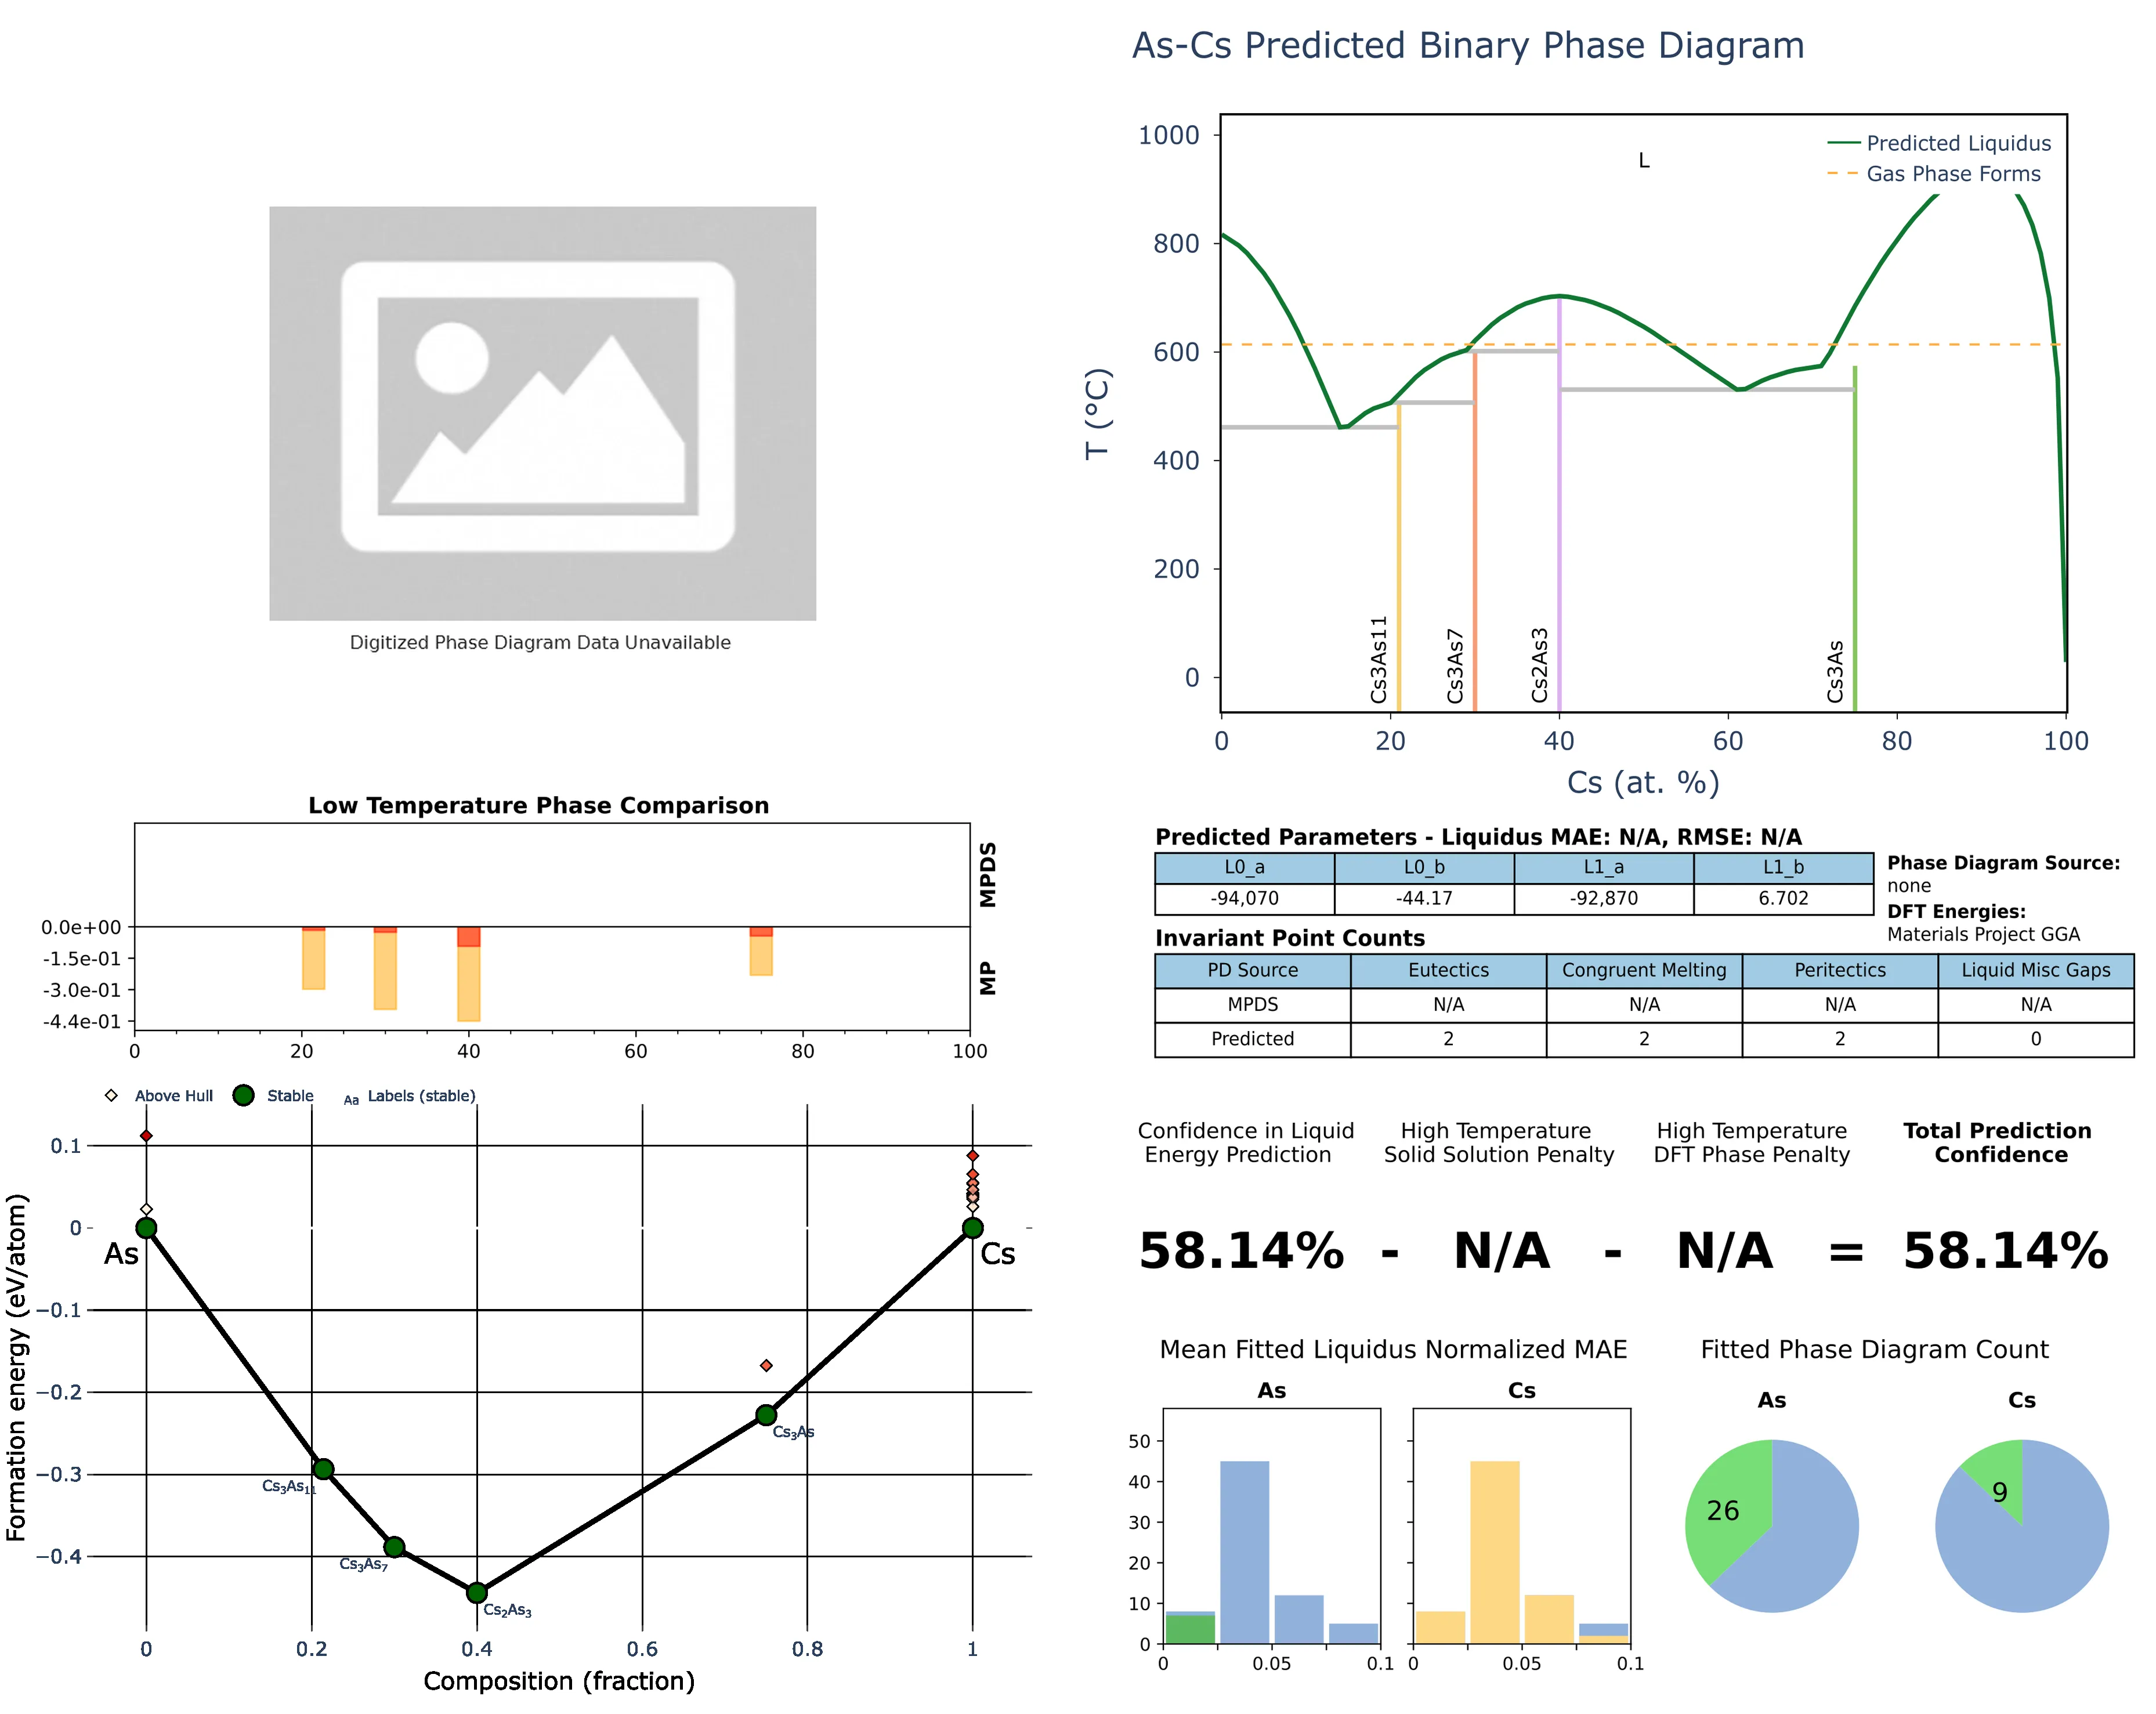 Digitized Phase Diagram Data Unavailable
As-Cs Predicted Binary Phase Diagram
1000
800
600
400
200
0
T (°C)
L
Predicted Liquidus
Gas Phase Forms
Cs3As11
Cs3As7
Cs2As3
Cs3As
0 20 40 60 80 100
Cs (at. %)
Low Temperature Phase Comparison
MPDS
MP
0.0e+00
-1.5e-01
-3.0e-01
-4.4e-01
0 20 40 60 80 100
Predicted Parameters - Liquidus MAE: N/A, RMSE: N/A
L0_a L0_b L1_a L1_b
-94,070 -44.17 -92,870 6.702
Phase Diagram Source:
none
DFT Energies:
Materials Project GGA
Invariant Point Counts
PD Source Eutectics Congruent Melting Peritectics Liquid Misc Gaps
MPDS N/A N/A N/A N/A
Predicted 2 2 2 0
Above Hull Stable Aa Labels (stable)
0.1
0
−0.1
−0.2
−0.3
−0.4
Formation energy (eV/atom)
As
Cs
Cs₃As₁₁
Cs₃As₇
Cs₂As₃
Cs₃As
0 0.2 0.4 0.6 0.8 1
Composition (fraction)
Confidence in Liquid
Energy Prediction
High Temperature
Solid Solution Penalty
High Temperature
DFT Phase Penalty
Total Prediction
Confidence
58.14% - N/A - N/A = 58.14%
Mean Fitted Liquidus Normalized MAE
As
Cs
50
40
30
20
10
0
0 0.05 0.1
0 0.05 0.1
Fitted Phase Diagram Count
As
26
Cs
9